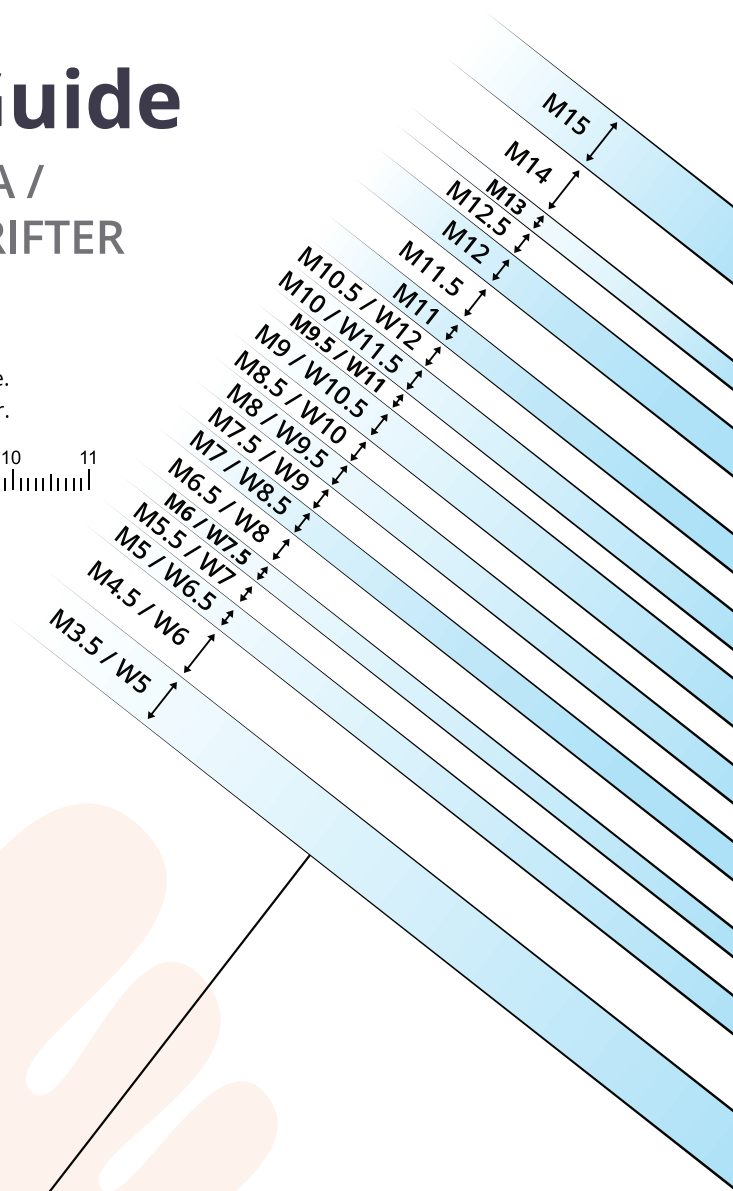 Guide
A /
RIFTER
e.
r.
10 11
M15
M14
M13
M12.5
M12
M11.5
M11
M10.5 / W12
M10 / W11.5
M9.5 / W11
M9 / W10.5
M8.5 / W10
M8 / W9.5
M7.5 / W9
M7 / W8.5
M6.5 / W8
M6 / W7.5
M5.5 / W7
M5 / W6.5
M4.5 / W6
M3.5 / W5